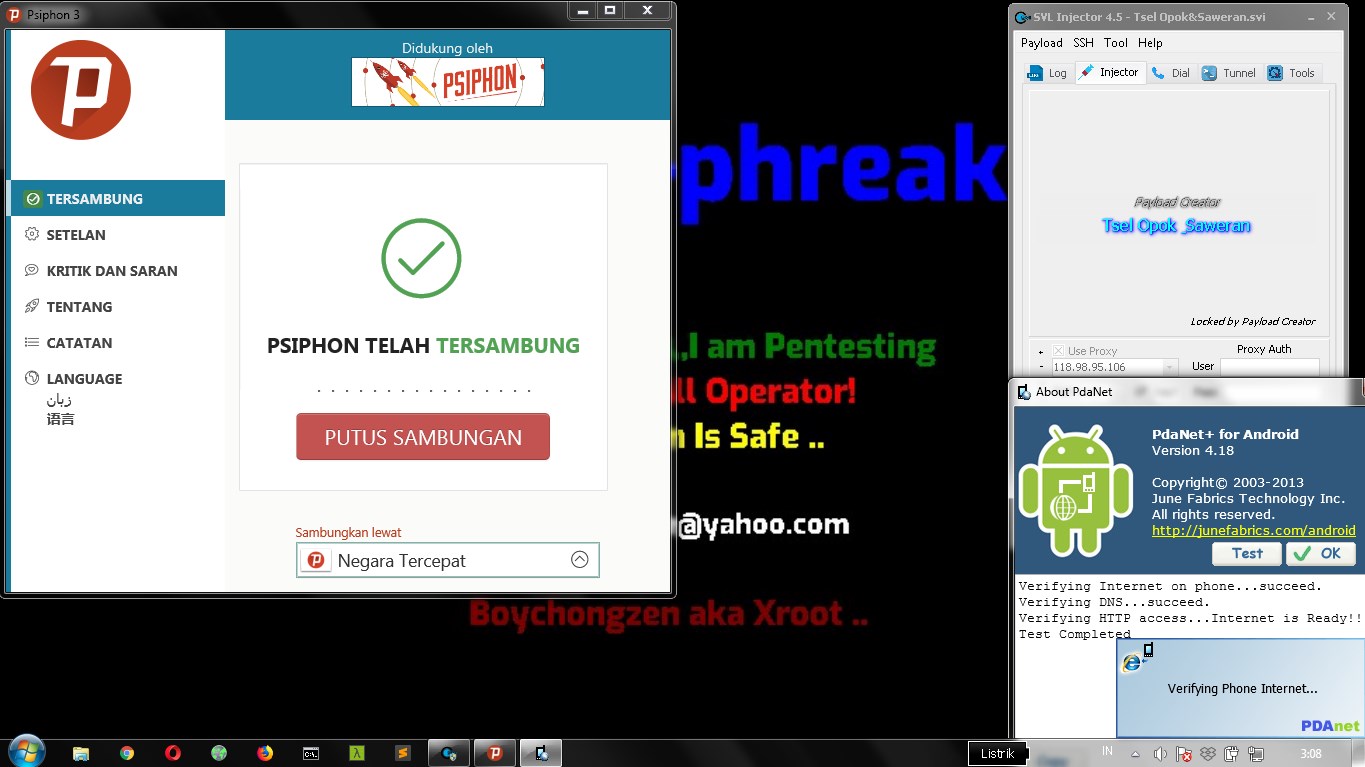 Psiphon 3
Didukung oleh
PSIPHON
TERSAMBUNG
SETELAN
KRITIK DAN SARAN
TENTANG
CATATAN
LANGUAGE
زبان
语言
PSIPHON TELAH TERSAMBUNG
PUTUS SAMBUNGAN
Sambungkan lewat
Negara Tercepat
phreak
,I am Pentesting
Operator!
Is Safe ..
@yahoo.com
Boychongzen aka Xroot ..
SVL Injector 4.5 - Tsel Opok&Saweran.svi
Payload SSH Tool Help
Log Injector Dial Tunnel Tools
Payload Creator
Tsel Opok _Saweran
Locked by Payload Creator
Use Proxy Proxy Auth
118.98.95.106 User
About PdaNet
PdaNet+ for Android
Version 4.18
Copyright© 2003-2013
June Fabrics Technology Inc.
All rights reserved.
http://junefabrics.com/android
Test OK
Verifying Internet on phone...succeed.
Verifying DNS...succeed.
Verifying HTTP access...Internet is Ready!!
Test Completed
Verifying Phone Internet...
PDAnet
Listrik
IN
3:08